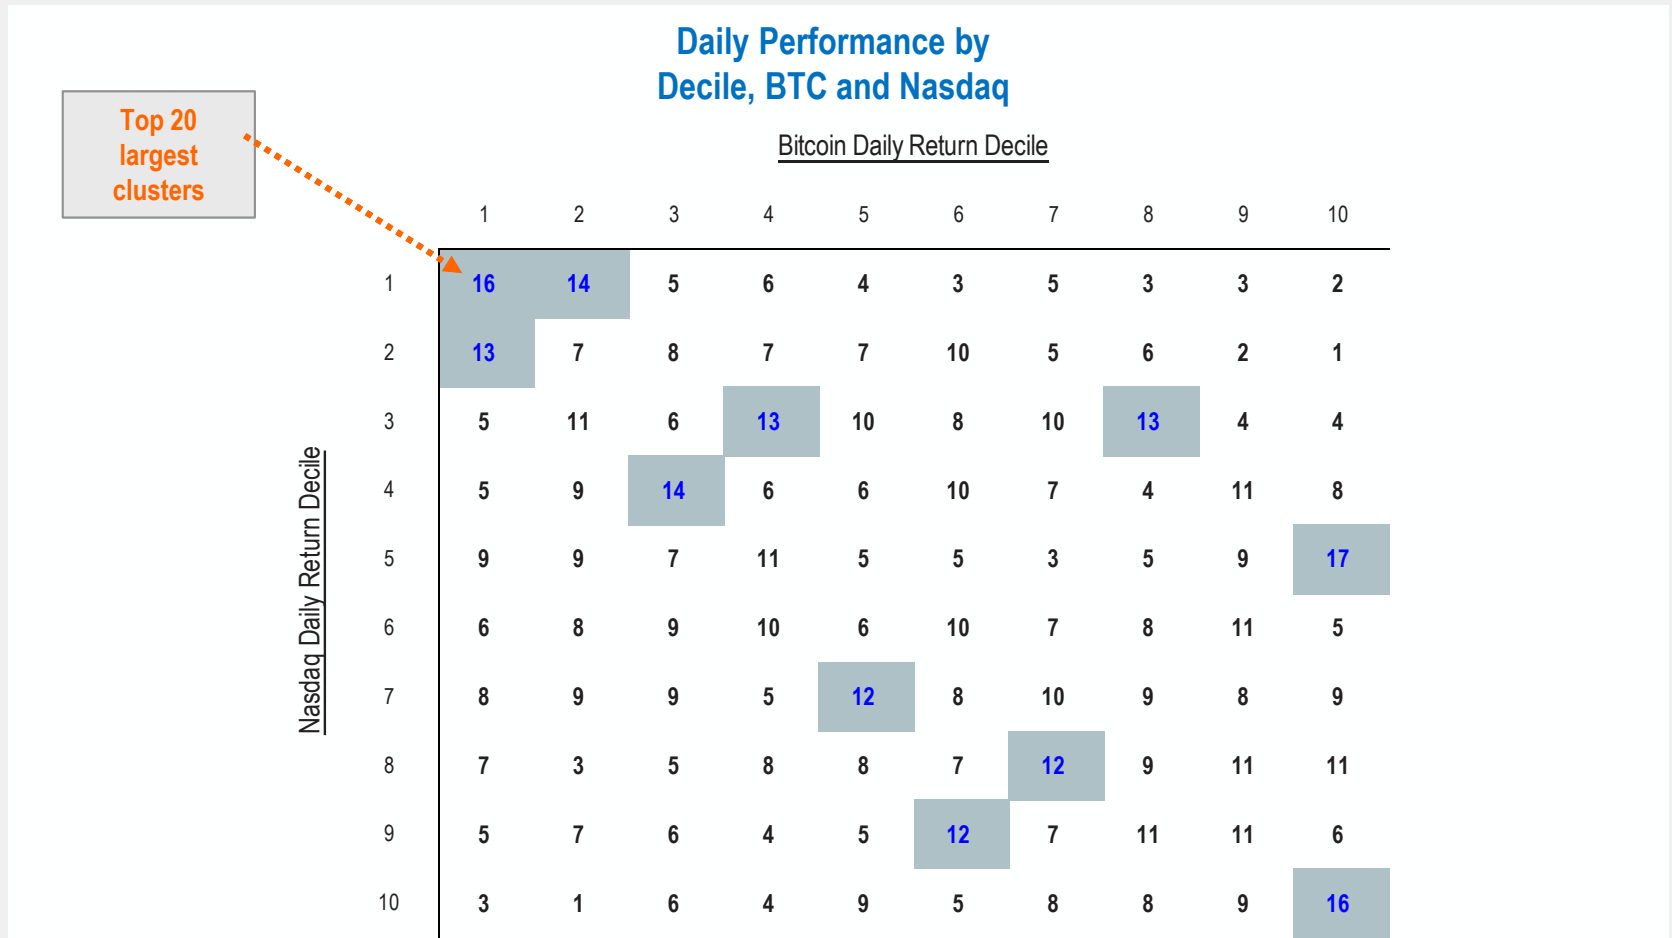 Daily Performance by
Decile, BTC and Nasdaq
Top 20
largest
clusters
Bitcoin Daily Return Decile
1 2 3 4 5 6 7 8 9 10
Nasdaq Daily Return Decile
1 16 14 5 6 4 3 5 3 3 2
2 13 7 8 7 7 10 5 6 2 1
3 5 11 6 13 10 8 10 13 4 4
4 5 9 14 6 6 10 7 4 11 8
5 9 9 7 11 5 5 3 5 9 17
6 6 8 9 10 6 10 7 8 11 5
7 8 9 9 5 12 8 10 9 8 9
8 7 3 5 8 8 7 12 9 11 11
9 5 7 6 4 5 12 7 11 11 6
10 3 1 6 4 9 5 8 8 9 16